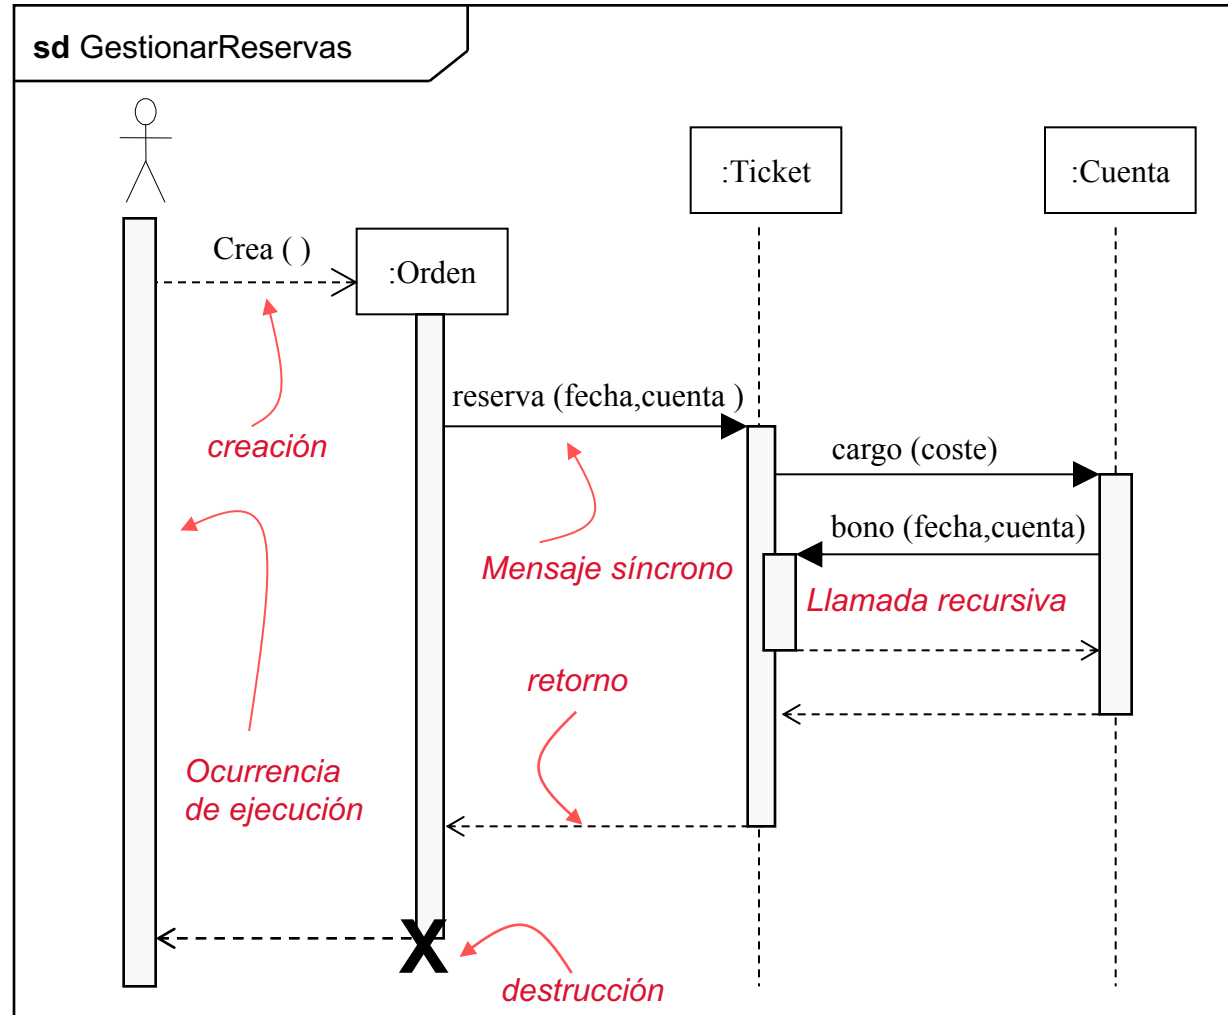 sd GestionarReservas
:Ticket
:Cuenta
Crea ( )
:Orden
reserva (fecha,cuenta )
creación
cargo (coste)
bono (fecha,cuenta)
Mensaje síncrono
Llamada recursiva
retorno
Ocurrencia
de ejecución
X
destrucción